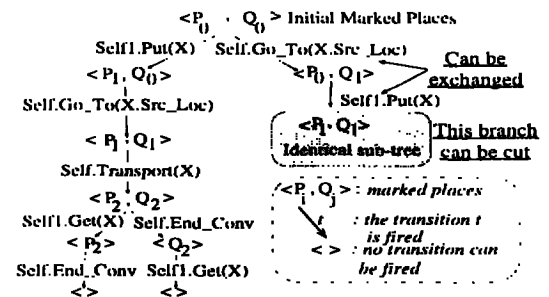 <P0, Q0> Initial Marked Places
Self1.Put(X) Self.Go_To(X.Src_Loc)
<P1, Q0> <P0, Q1> Can be
exchanged
Self.Go_To(X.Src_Loc) Self1.Put(X)
<P1 Q1> <P1, Q1> This branch
Identical sub-tree can be cut
Self.Transport(X)
<P2, Q2> <Pi, Qj> : marked places
Self1.Get(X) Self.End_Conv t : the transition t
is fired
<P2> <Q2> < > : no transition can
be fired
Self.End_Conv Self1.Get(X)
<> <>